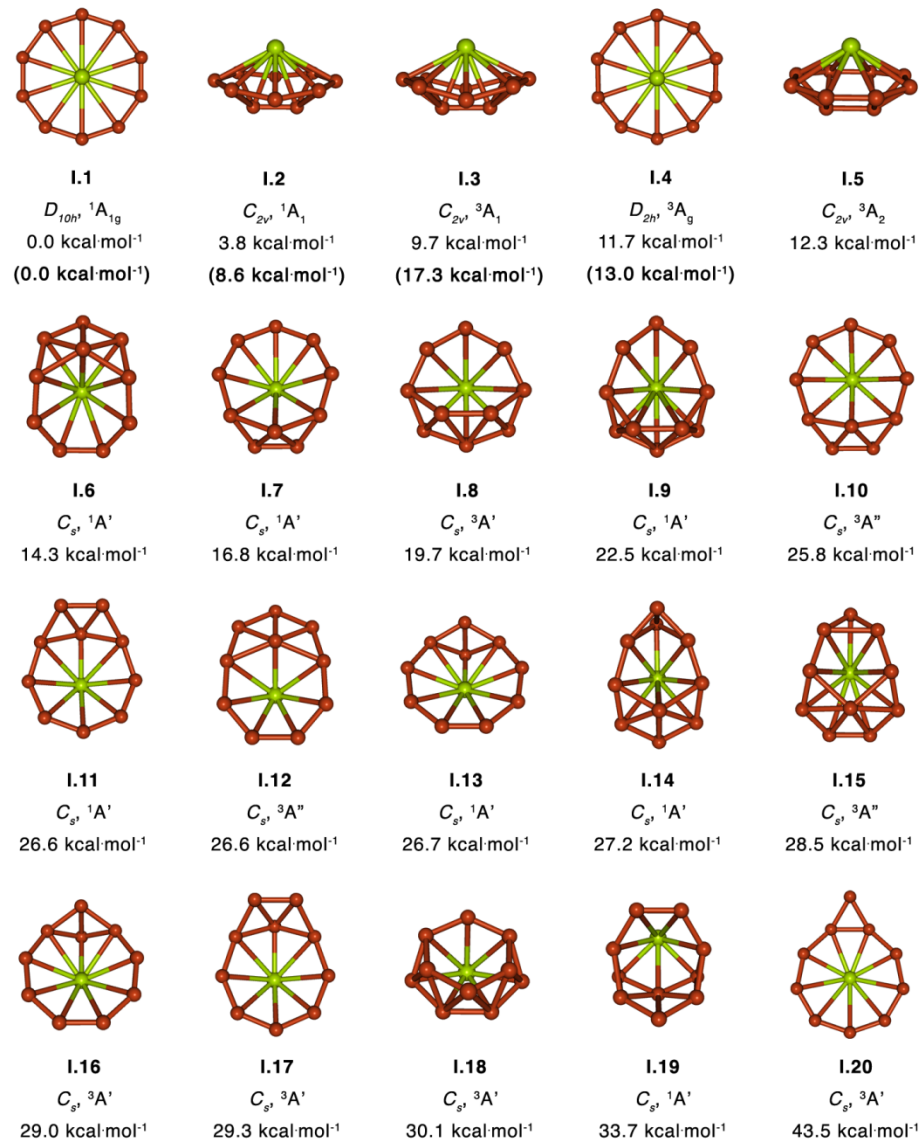 I.1 I.2 I.3 I.4 I.5
D10h, ¹A1g C2v, ¹A1 C2v, ³A1 D2h, ³Ag C2v, ³A2
0.0 kcal·mol⁻¹ 3.8 kcal·mol⁻¹ 9.7 kcal·mol⁻¹ 11.7 kcal·mol⁻¹ 12.3 kcal·mol⁻¹
(0.0 kcal·mol⁻¹) (8.6 kcal·mol⁻¹) (17.3 kcal·mol⁻¹) (13.0 kcal·mol⁻¹)
I.6 I.7 I.8 I.9 I.10
Cs, ¹A' Cs, ¹A' Cs, ³A' Cs, ¹A' Cs, ³A"
14.3 kcal·mol⁻¹ 16.8 kcal·mol⁻¹ 19.7 kcal·mol⁻¹ 22.5 kcal·mol⁻¹ 25.8 kcal·mol⁻¹
I.11 I.12 I.13 I.14 I.15
Cs, ¹A' Cs, ³A" Cs, ¹A' Cs, ¹A' Cs, ³A"
26.6 kcal·mol⁻¹ 26.6 kcal·mol⁻¹ 26.7 kcal·mol⁻¹ 27.2 kcal·mol⁻¹ 28.5 kcal·mol⁻¹
I.16 I.17 I.18 I.19 I.20
Cs, ³A' Cs, ³A' Cs, ³A' Cs, ¹A' Cs, ³A'
29.0 kcal·mol⁻¹ 29.3 kcal·mol⁻¹ 30.1 kcal·mol⁻¹ 33.7 kcal·mol⁻¹ 43.5 kcal·mol⁻¹